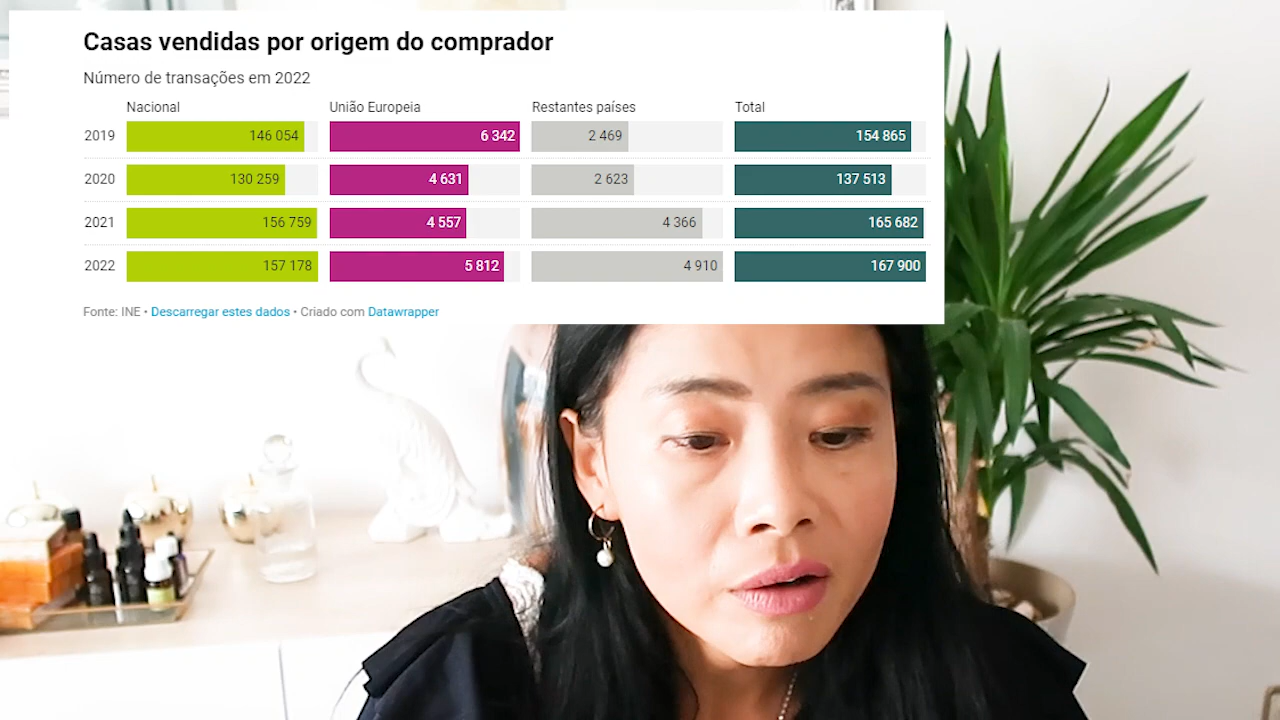 Casas vendidas por origem do comprador
Número de transações em 2022
Nacional União Europeia Restantes países Total
2019 146 054 6 342 2 469 154 865
2020 130 259 4 631 2 623 137 513
2021 156 759 4 557 4 366 165 682
2022 157 178 5 812 4 910 167 900
Fonte: INE • Descarregar estes dados • Criado com Datawrapper